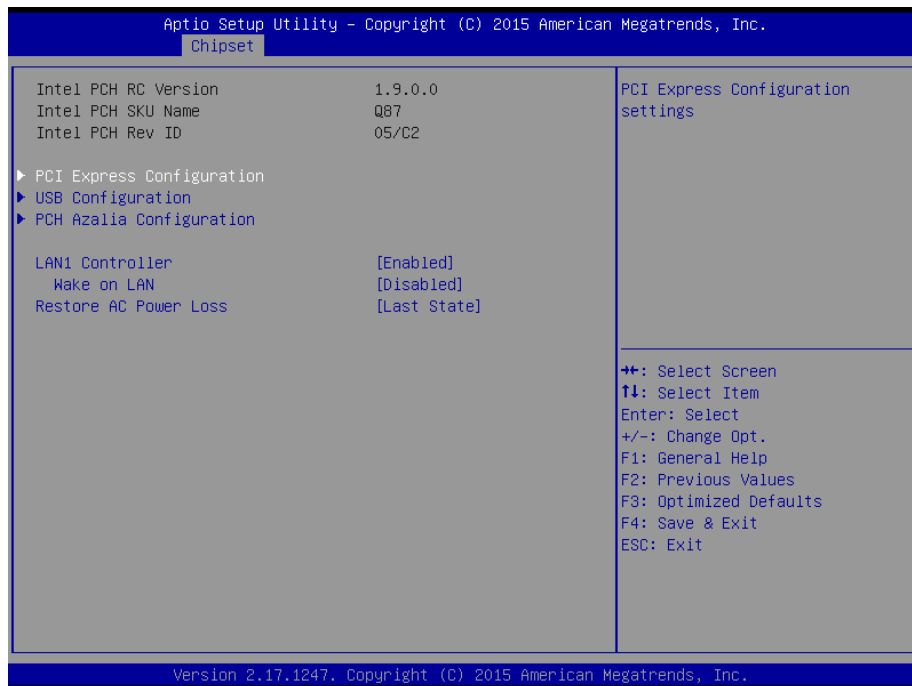 Aptio Setup Utility – Copyright (C) 2015 American Megatrends, Inc.
Chipset
Intel PCH RC Version 1.9.0.0
Intel PCH SKU Name Q87
Intel PCH Rev ID 05/C2
PCI Express Configuration
USB Configuration
PCH Azalia Configuration
LAN1 Controller [Enabled]
Wake on LAN [Disabled]
Restore AC Power Loss [Last State]
PCI Express Configuration
settings
→←: Select Screen
↑↓: Select Item
Enter: Select
+/-: Change Opt.
F1: General Help
F2: Previous Values
F3: Optimized Defaults
F4: Save & Exit
ESC: Exit
Version 2.17.1247. Copyright (C) 2015 American Megatrends, Inc.